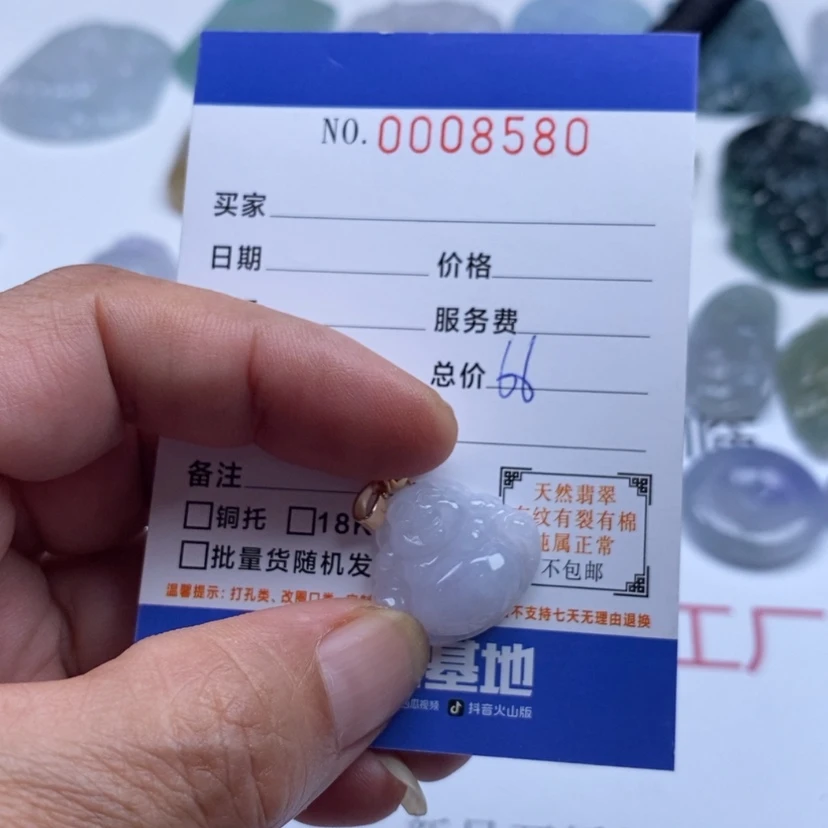 NO.0008580
买家
日期
价格
服务费
总价 66
备注
铜托
18K
批量货随机发
天然翡翠
纹有裂有棉
属正常
不包邮
温馨提示：打孔类、改圈口类
不支持七天无理由退换
基地
瓜视频
抖音火山版
工厂